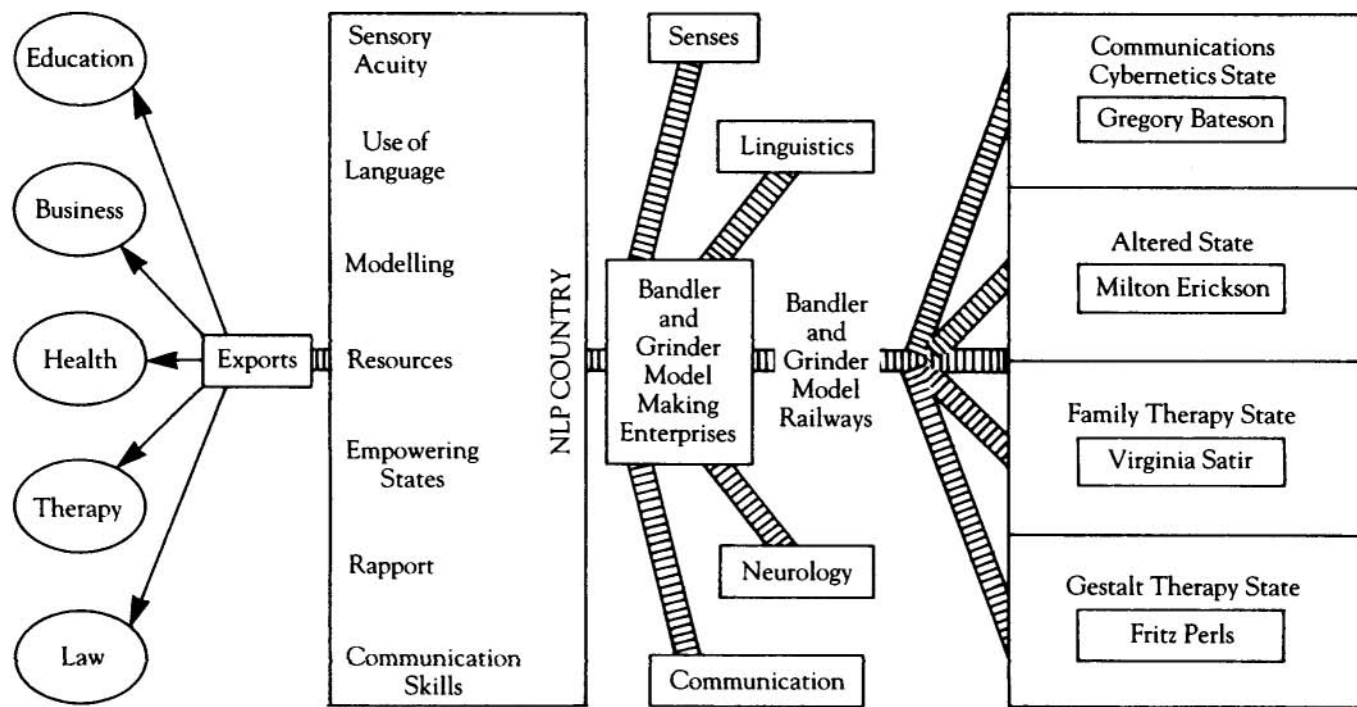 Education
Business
Health
Therapy
Law
Exports
Sensory
Acuity
Use of
Language
Modelling
Resources
Empowering
States
Rapport
Communication
Skills
NLP COUNTRY
Senses
Linguistics
Bandler
and
Grinder
Model
Making
Enterprises
Neurology
Communication
Bandler
and
Grinder
Model
Railways
Communications
Cybernetics State
Gregory Bateson
Altered State
Milton Erickson
Family Therapy State
Virginia Satir
Gestalt Therapy State
Fritz Perls